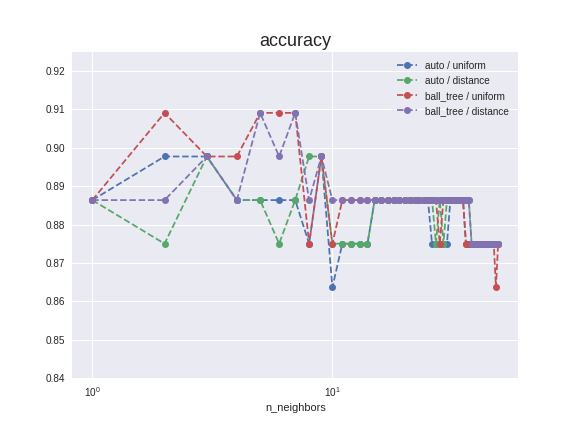 accuracy
0.92
0.91
0.90
0.89
0.88
0.87
0.86
0.85
0.84
auto / uniform
auto / distance
ball_tree / uniform
ball_tree / distance
10⁰
10¹
n_neighbors